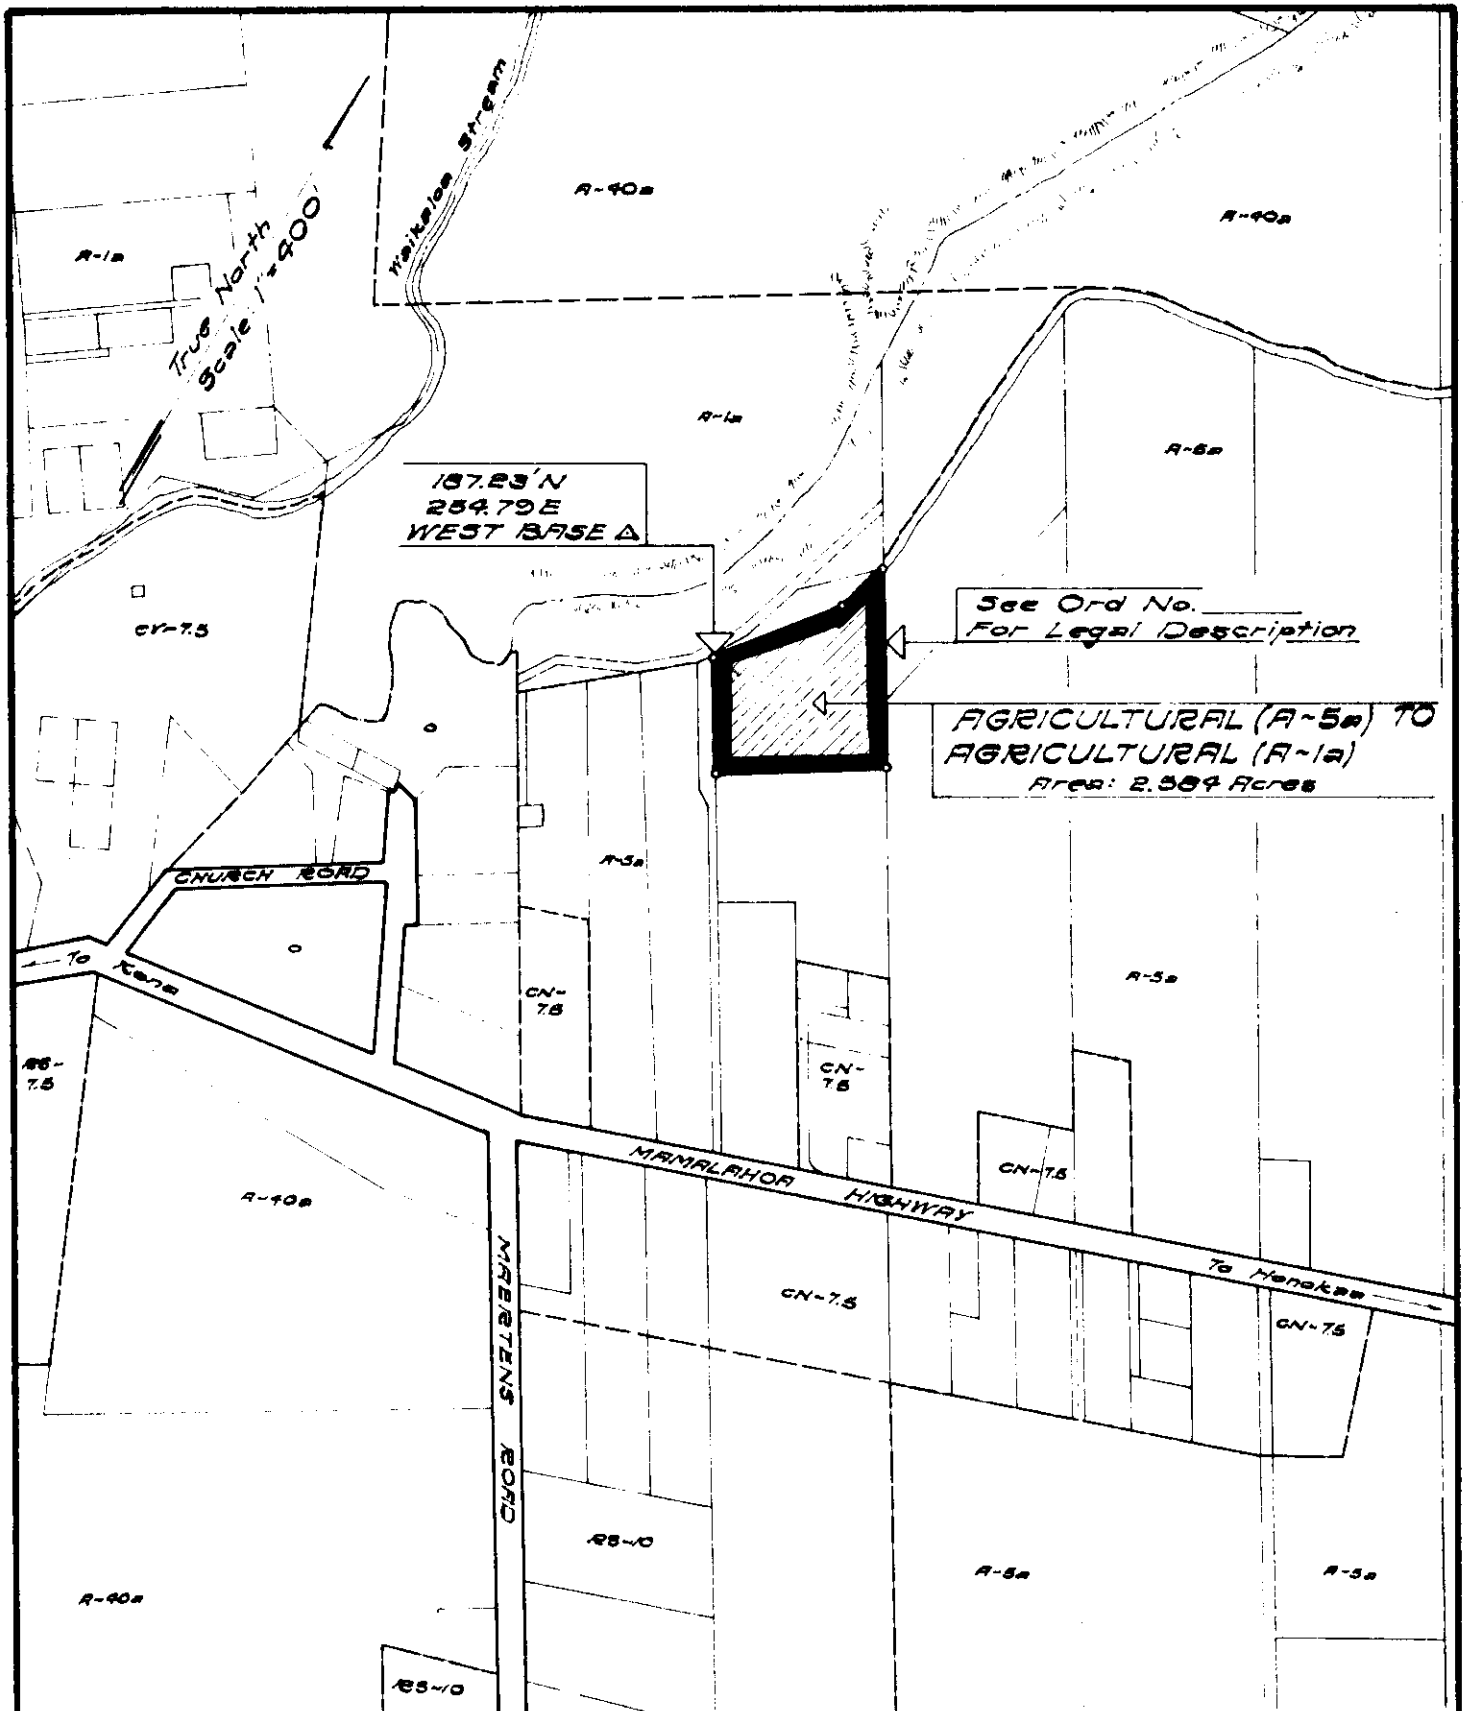 Waikoloa Stream
A-40a
A-40a
A-1a
True North
Scale 1"=400'
A-1a
A-5a
187.23'N
254.79 E
WEST BASE △
See Ord No.
For Legal Description
CV-7.5
AGRICULTURAL (A-5a) TO
AGRICULTURAL (A-1a)
Area: 2.584 Acres
A-5a
CHURCH ROAD
To Kona
CN-
7.5
A-5a
RS-
7.5
CN-
7.5
MAMALAHOA HIGHWAY
CN-7.5
A-40a
To Honokaa
CN-7.5
CN-7.5
MAERTENS ROAD
RS-10
A-5a
A-5a
A-40a
RS-10